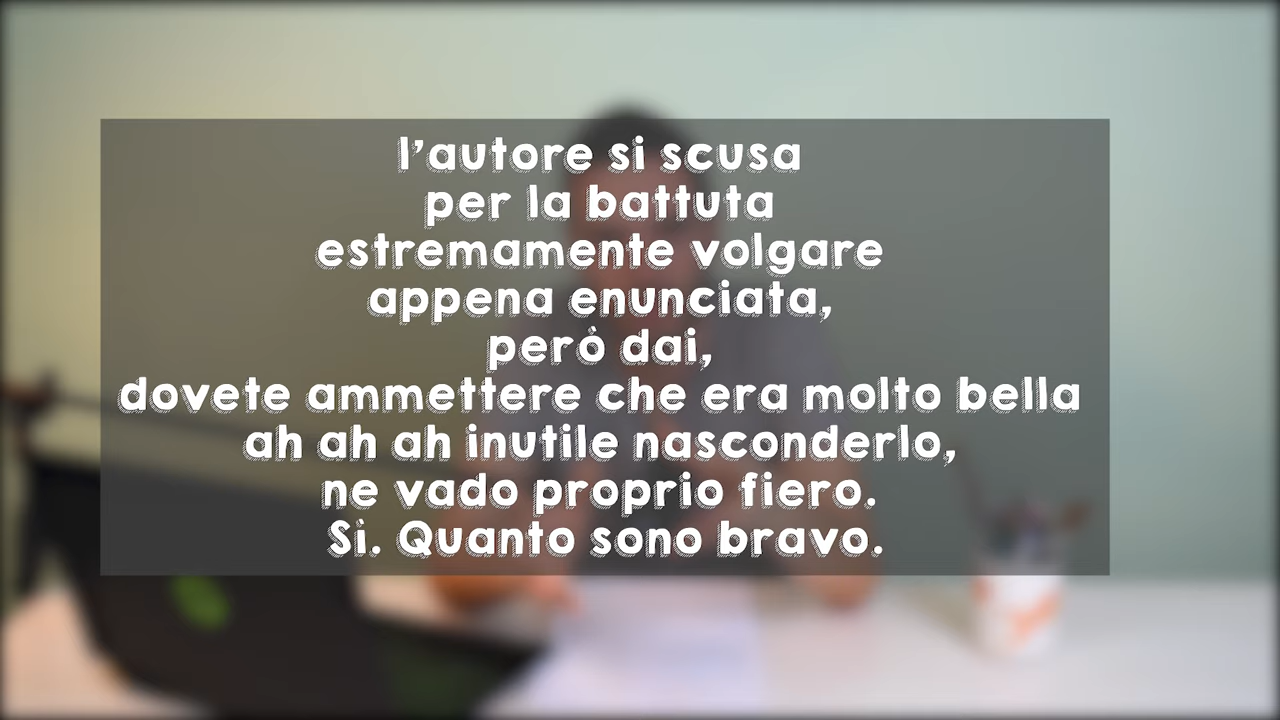 l'autore si scusa
per la battuta
estremamente volgare
appena enunciata,
però dai,
dovete ammettere che era molto bella
ah ah ah inutile nasconderlo,
ne vado proprio fiero.
Si. Quanto sono bravo.